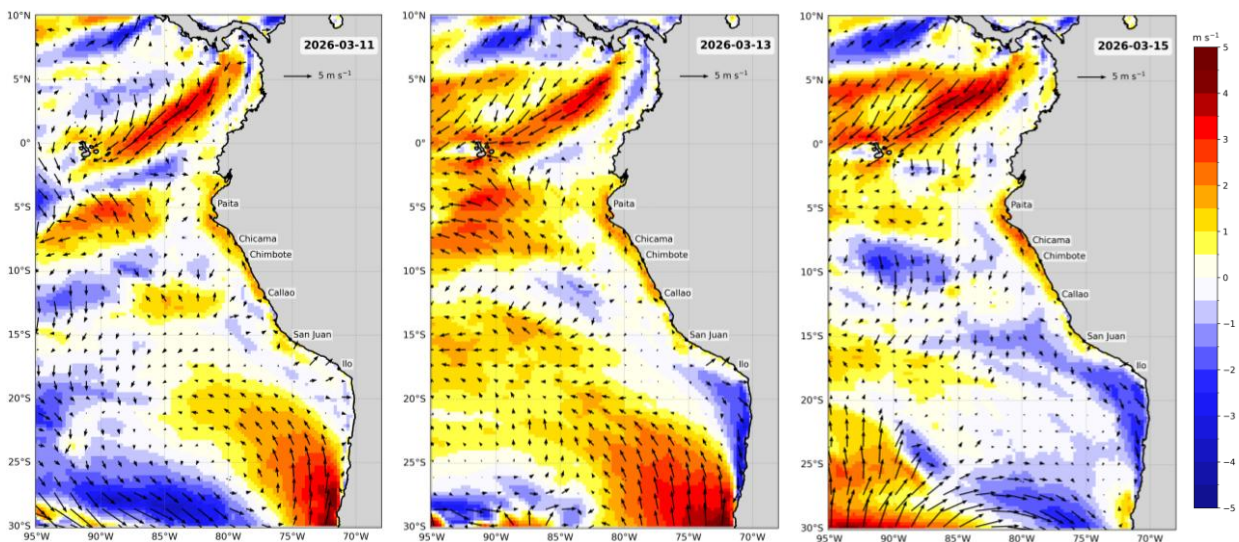 2026-03-11
2026-03-13
2026-03-15
m s⁻¹
10°N
5°N
0°
5°S
10°S
15°S
20°S
25°S
30°S
5 m s⁻¹
Paita
Chicama
Chimbote
Callao
San Juan
Ilo
95°W 90°W 85°W 80°W 75°W 70°W
10°N
5°N
0°
5°S
10°S
15°S
20°S
25°S
30°S
5 m s⁻¹
Paita
Chicama
Chimbote
Callao
San Juan
Ilo
95°W 90°W 85°W 80°W 75°W 70°W
10°N
5°N
0°
5°S
10°S
15°S
20°S
25°S
30°S
5 m s⁻¹
Paita
Chicama
Chimbote
Callao
San Juan
Ilo
95°W 90°W 85°W 80°W 75°W 70°W
5
4
3
2
1
0
−1
−2
−3
−4
−5